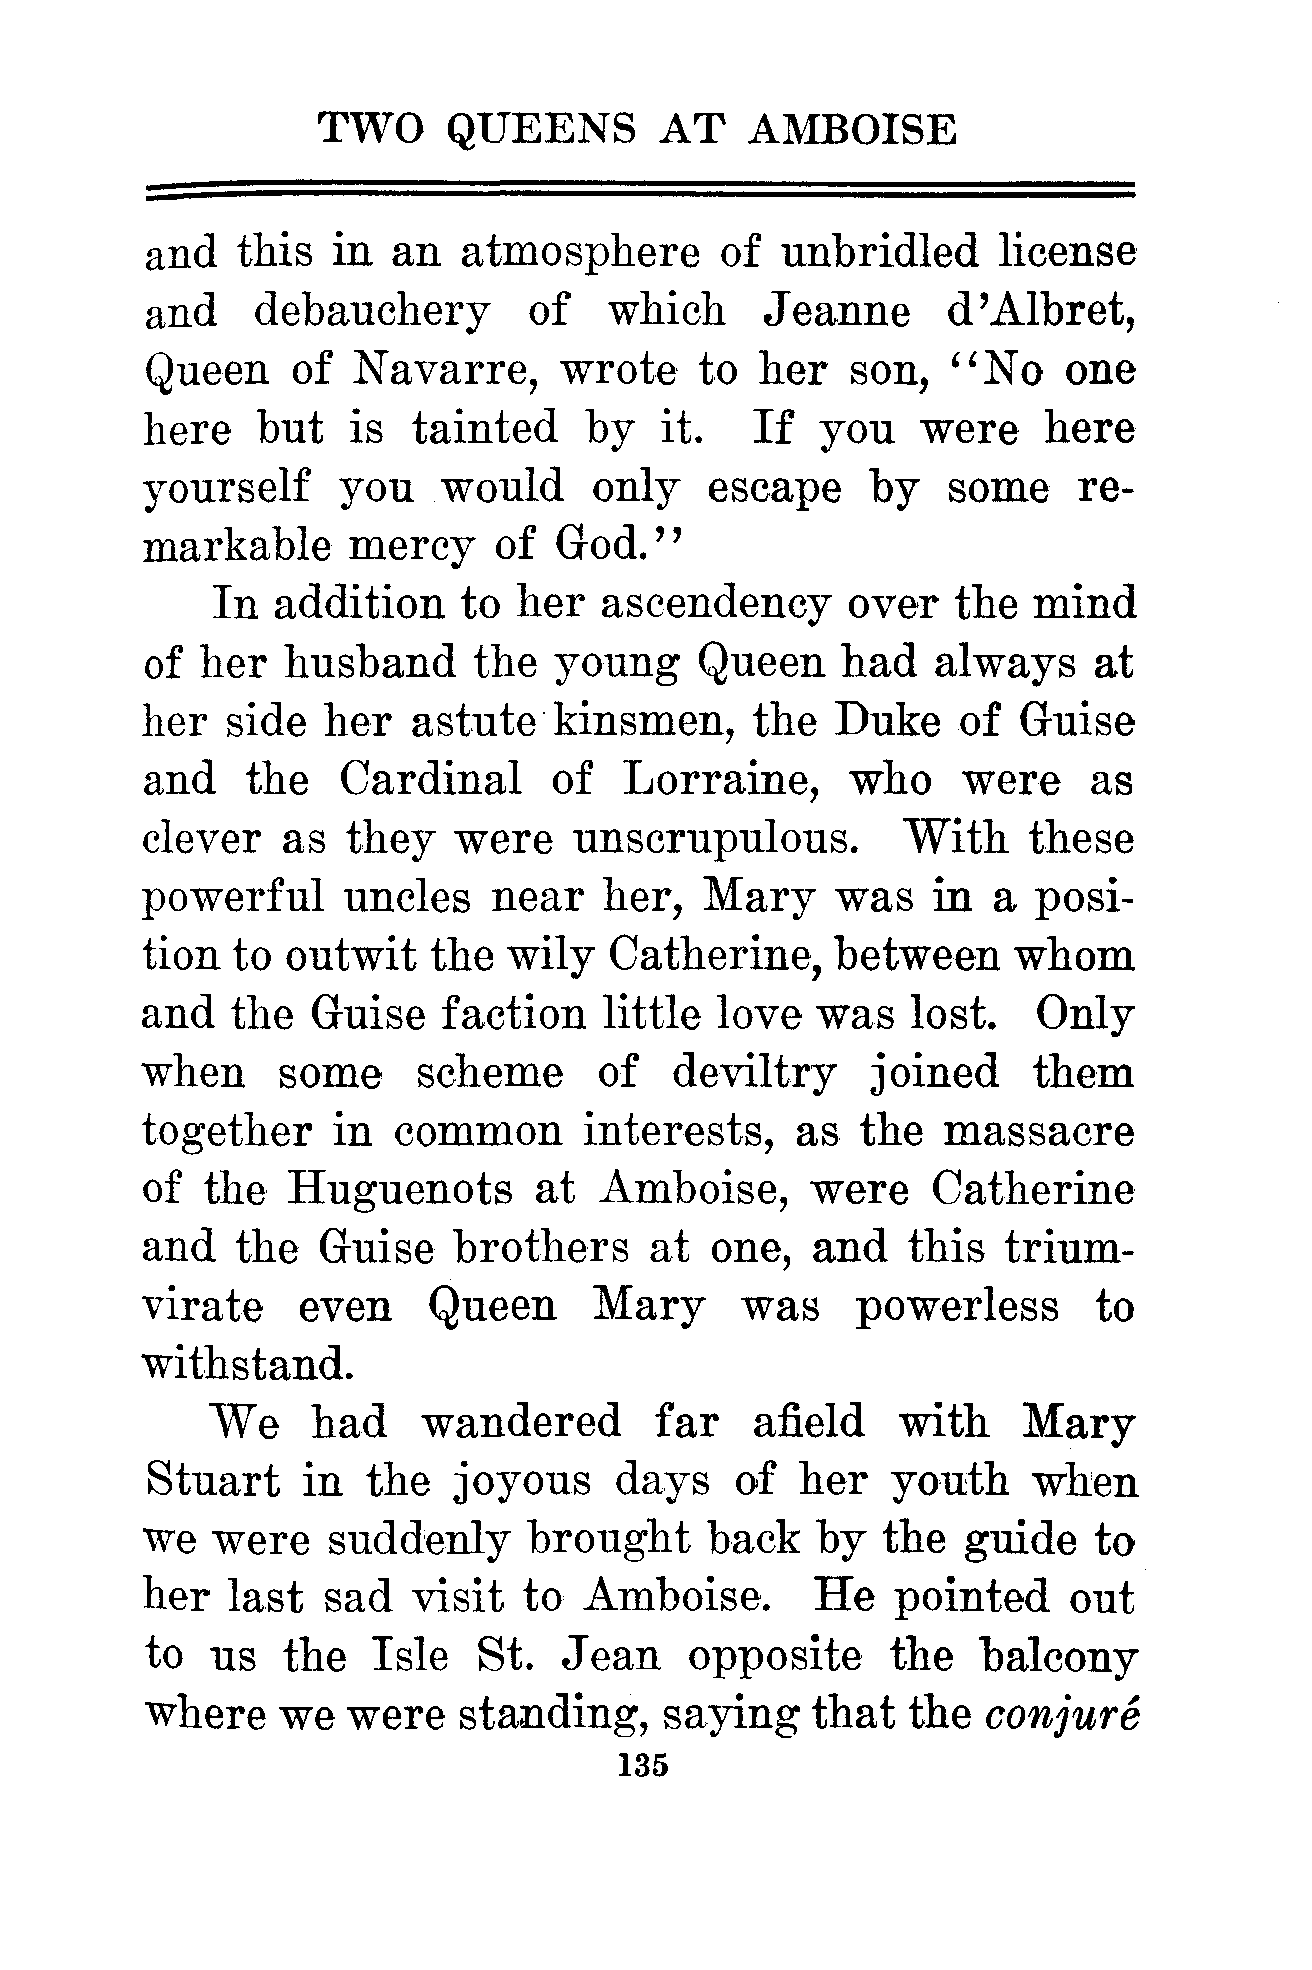 TWO QUEENS AT AMBOISE
and this in an atmosphere of unbridled license
and debauchery of which Jeanne d'Albret,
Queen of Navarre, wrote to her son, "No one
here but is tainted by it. If you were here
yourself you would only escape by some re-
markable mercy of God."
In addition to her ascendency over the mind
of her husband the young Queen had always at
her side her astute kinsmen, the Duke of Guise
and the Cardinal of Lorraine, who were as
clever as they were unscrupulous. With these
powerful uncles near her, Mary was in a posi-
tion to outwit the wily Catherine, between whom
and the Guise faction little love was lost. Only
when some scheme of deviltry joined them
together in common interests, as the massacre
of the Huguenots at Amboise, were Catherine
and the Guise brothers at one, and this trium-
virate even Queen Mary was powerless to
withstand.
We had wandered far afield with Mary
Stuart in the joyous days of her youth when
we were suddenly brought back by the guide to
her last sad visit to Amboise. He pointed out
to us the Isle St. Jean opposite the balcony
where we were standing, saying that the conjuré
135